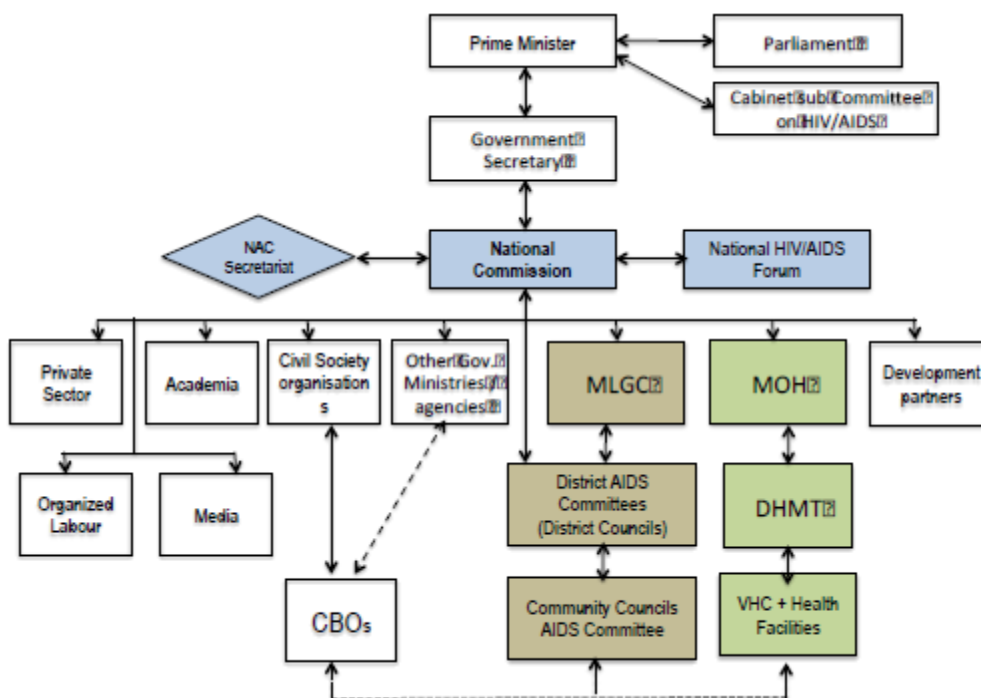 Prime Minister
Parliament⍰
Cabinet⍰sub⍰Committee⍰
on⍰HIV/AIDS⍰
Government⍰
Secretary⍰
NAC
Secretariat
National
Commission
National HIV/AIDS
Forum
Private
Sector
Academia
Civil Society
organisation
s
Other⍰Gov.⍰
Ministries⍰/⍰
agencies⍰
MLGC⍰
MOH⍰
Development
partners
Organized
Labour
Media
District AIDS
Committees
(District Councils)
DHMT⍰
CBOs
Community Councils
AIDS Committee
VHC + Health
Facilities